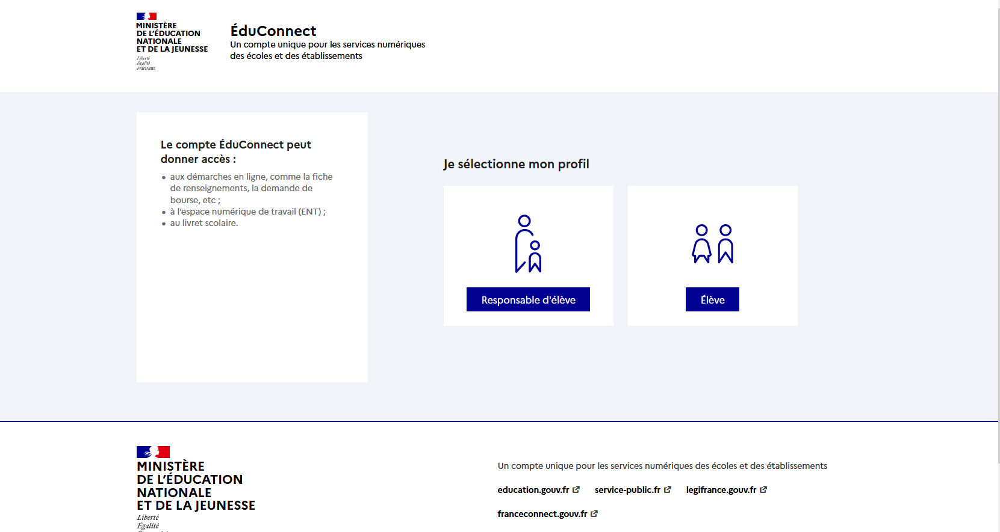 MINISTÈRE
DE L'ÉDUCATION
NATIONALE
ET DE LA JEUNESSE
Liberté
Égalité
Fraternité
ÉduConnect
Un compte unique pour les services numériques
des écoles et des établissements
Le compte ÉduConnect peut
donner accès :
• aux démarches en ligne, comme la fiche
de renseignements, la demande de
bourse, etc ;
• à l’espace numérique de travail (ENT) ;
• au livret scolaire.
Je sélectionne mon profil
Responsable d'élève
Élève
MINISTÈRE
DE L'ÉDUCATION
NATIONALE
ET DE LA JEUNESSE
Liberté
Égalité
Un compte unique pour les services numériques des écoles et des établissements
education.gouv.fr service-public.fr legifrance.gouv.fr
franceconnect.gouv.fr